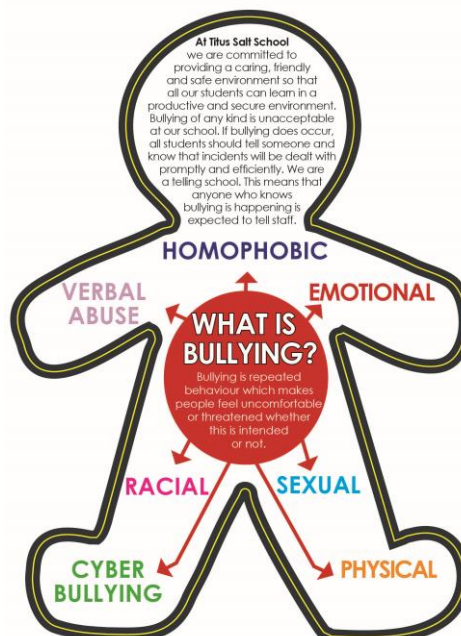 At Titus Salt School
we are committed to
providing a caring, friendly
and safe environment so that
all our students can learn in a
productive and secure environment.
Bullying of any kind is unacceptable
at our school. If bullying does occur,
all students should tell someone and
know that incidents will be dealt with
promptly and efficiently. We are
a telling school. This means that
anyone who knows
bullying is happening is
expected to tell staff.
HOMOPHOBIC
VERBAL
ABUSE
EMOTIONAL
WHAT IS
BULLYING?
Bullying is repeated
behaviour which makes
people feel uncomfortable
or threatened whether
this is intended
or not.
RACIAL
SEXUAL
CYBER
BULLYING
PHYSICAL